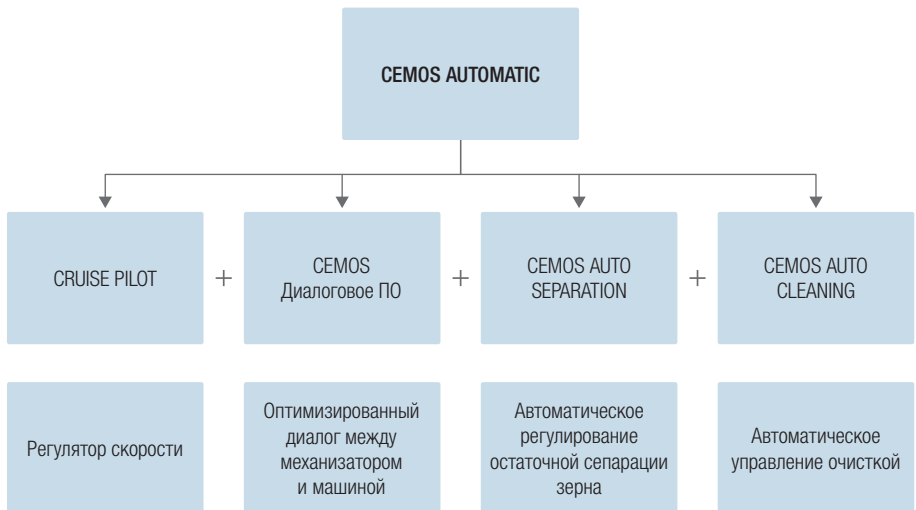 CEMOS AUTOMATIC
CRUISE PILOT
+
CEMOS
Диалоговое ПО
+
CEMOS AUTO
SEPARATION
+
CEMOS AUTO
CLEANING
Регулятор скорости
Оптимизированный
диалог между
механизатором
и машиной
Автоматическое
регулирование
остаточной сепарации
зерна
Автоматическое
управление очисткой